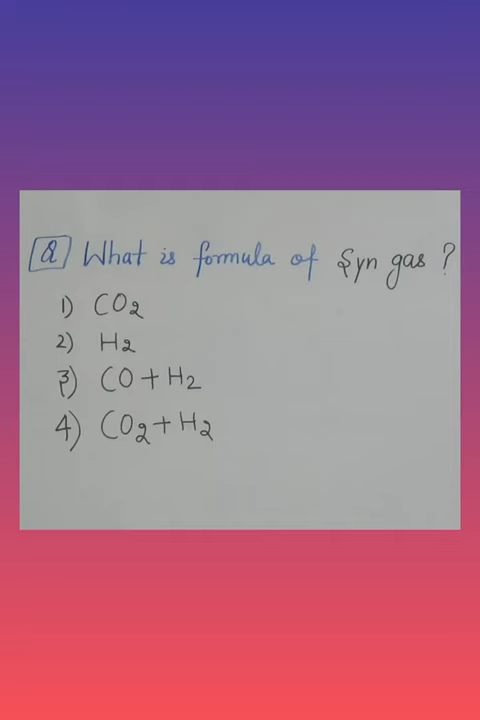 Q What is formula of Syn gas ?
1) CO₂
2) H₂
3) CO + H₂
4) CO₂ + H₂